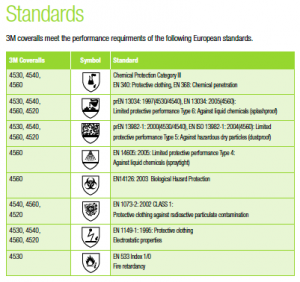 Standards
3M coveralls meet the performance requirments of the following European standards.
3M Coveralls Symbol Standard
4530, 4540, Chemical Protection Category III
4560 EN 340: Protective clothing, EN 368: Chemical penetration
4530, 4540, prEN 13034: 1997(4530/4540), EN 13034: 2005(4560):
4560, 4520 Limited protective performance Type 6: Against liquid chemicals (splashproof)
4530, 4540, prEN 13982-1: 2000(4530/4540), EN ISO 13982-1: 2004(4560): Limited
4560, 4520 protective performance Type 5: Against hazardous dry particles (dustproof)
4560 EN 14605: 2005: Limited protective performance Type 4:
Against liquid chemicals (spraytight)
4560 EN14126: 2003 Biological Hazard Protection
4540, 4560, EN 1073-2: 2002 CLASS 1:
4520 Protective clothing against radioactive particulate contamination
4530, 4540, EN 1149-1: 1995: Protective clothing
4560, 4520 Electrostatic properties
4530 EN 533 Index 1/0
Fire retardancy